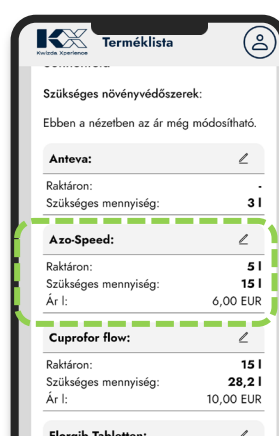 Kwizda Xperience
Terméklista
Szükséges növényvédőszerek:
Ebben a nézetben az ár még módosítható.
Anteva:
Raktáron: -
Szükséges mennyiség: 3 l
Azo-Speed:
Raktáron: 5 l
Szükséges mennyiség: 15 l
Ár l: 6,00 EUR
Cuprofor flow:
Raktáron: 15 l
Szükséges mennyiség: 28,2 l
Ár l: 10,00 EUR
Tabletten: